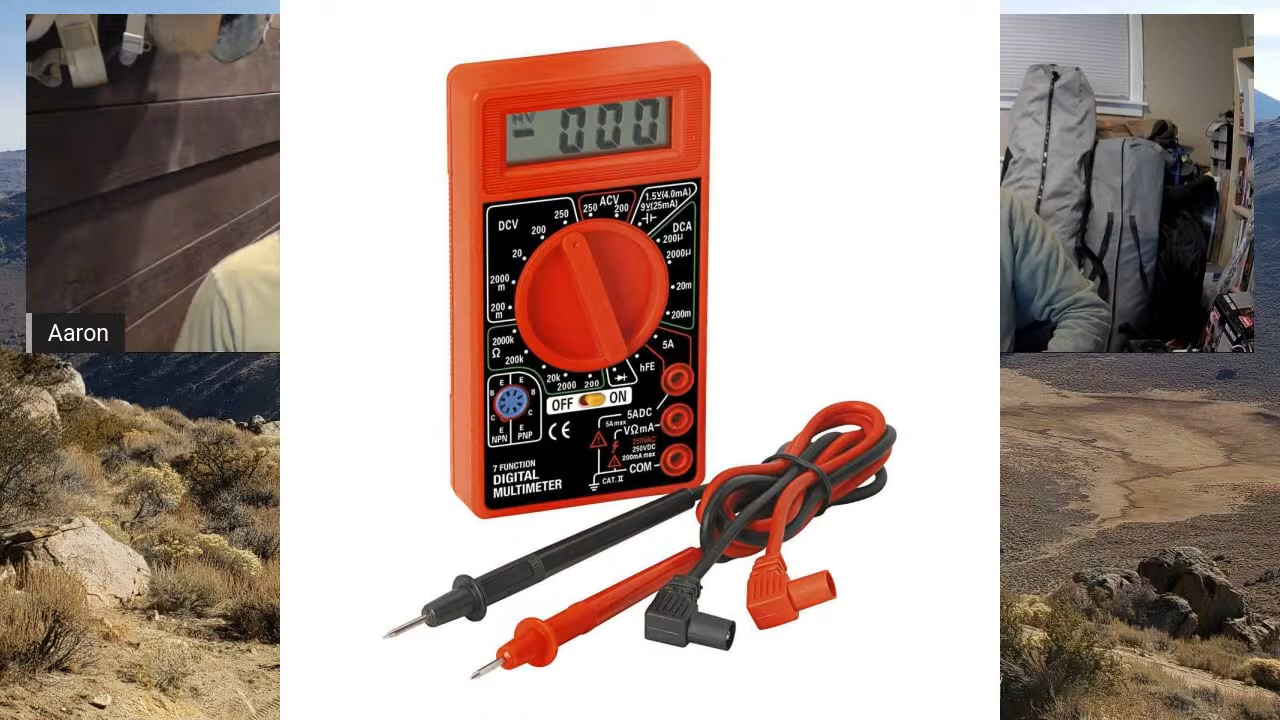 Aaron
HV
000
DCV
250
250
ACV
200
1.5V(4.0mA)
9V(25mA)
200
20
2000
m
200
m
DCA
200µ
2000µ
20m
200m
2000k
Ω
200k
20k
2000
200
5A
hFE
OFF
ON
E
E
B
B
C
C
E
E
NPN
PNP
CE
5ADC
5A max
VΩmA
250VAC
250VDC
200mA max
COM
CAT. II
7 FUNCTION
DIGITAL
MULTIMETER